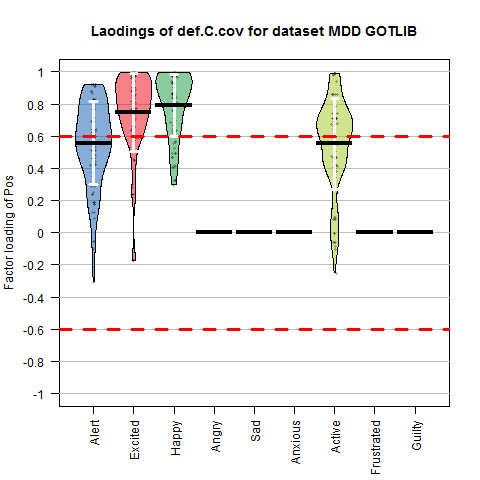 Laodings of def.C.cov for dataset MDD GOTLIB
Factor loading of Pos
1
0.8
0.6
0.4
0.2
0
-0.2
-0.4
-0.6
-0.8
-1
Alert
Excited
Happy
Angry
Sad
Anxious
Active
Frustrated
Guilty